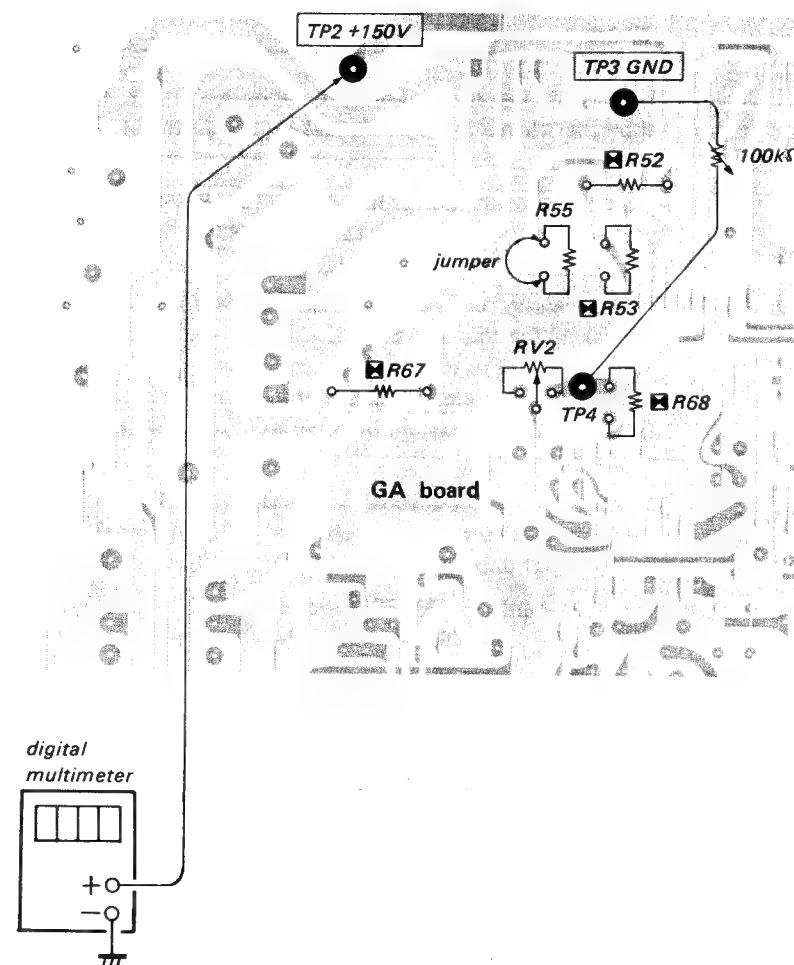 TP2 +150V
TP3 GND
100kΩ
R52
R55
jumper
R53
RV2
R67
TP4
R68
GA board
digital
multimeter
+
−